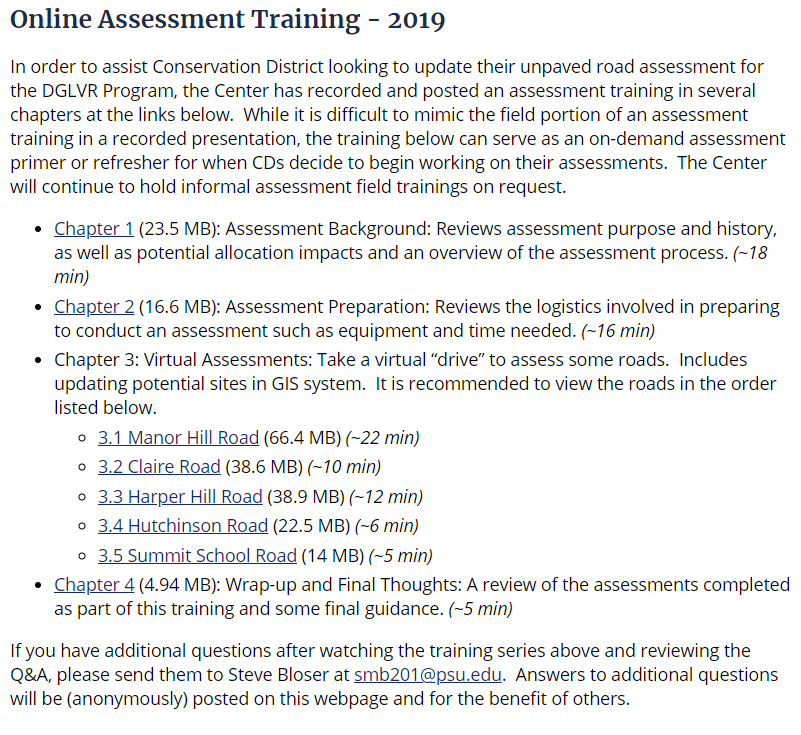 Online Assessment Training - 2019
In order to assist Conservation District looking to update their unpaved road assessment for
the DGLVR Program, the Center has recorded and posted an assessment training in several
chapters at the links below.  While it is difficult to mimic the field portion of an assessment
training in a recorded presentation, the training below can serve as an on-demand assessment
primer or refresher for when CDs decide to begin working on their assessments.  The Center
will continue to hold informal assessment field trainings on request.
• Chapter 1 (23.5 MB): Assessment Background: Reviews assessment purpose and history,
as well as potential allocation impacts and an overview of the assessment process. (~18
min)
• Chapter 2 (16.6 MB): Assessment Preparation: Reviews the logistics involved in preparing
to conduct an assessment such as equipment and time needed. (~16 min)
• Chapter 3: Virtual Assessments: Take a virtual “drive” to assess some roads.  Includes
updating potential sites in GIS system.  It is recommended to view the roads in the order
listed below.
◦ 3.1 Manor Hill Road (66.4 MB) (~22 min)
◦ 3.2 Claire Road (38.6 MB) (~10 min)
◦ 3.3 Harper Hill Road (38.9 MB) (~12 min)
◦ 3.4 Hutchinson Road (22.5 MB) (~6 min)
◦ 3.5 Summit School Road (14 MB) (~5 min)
• Chapter 4 (4.94 MB): Wrap-up and Final Thoughts: A review of the assessments completed
as part of this training and some final guidance. (~5 min)
If you have additional questions after watching the training series above and reviewing the
Q&A, please send them to Steve Bloser at smb201@psu.edu.  Answers to additional questions
will be (anonymously) posted on this webpage and for the benefit of others.